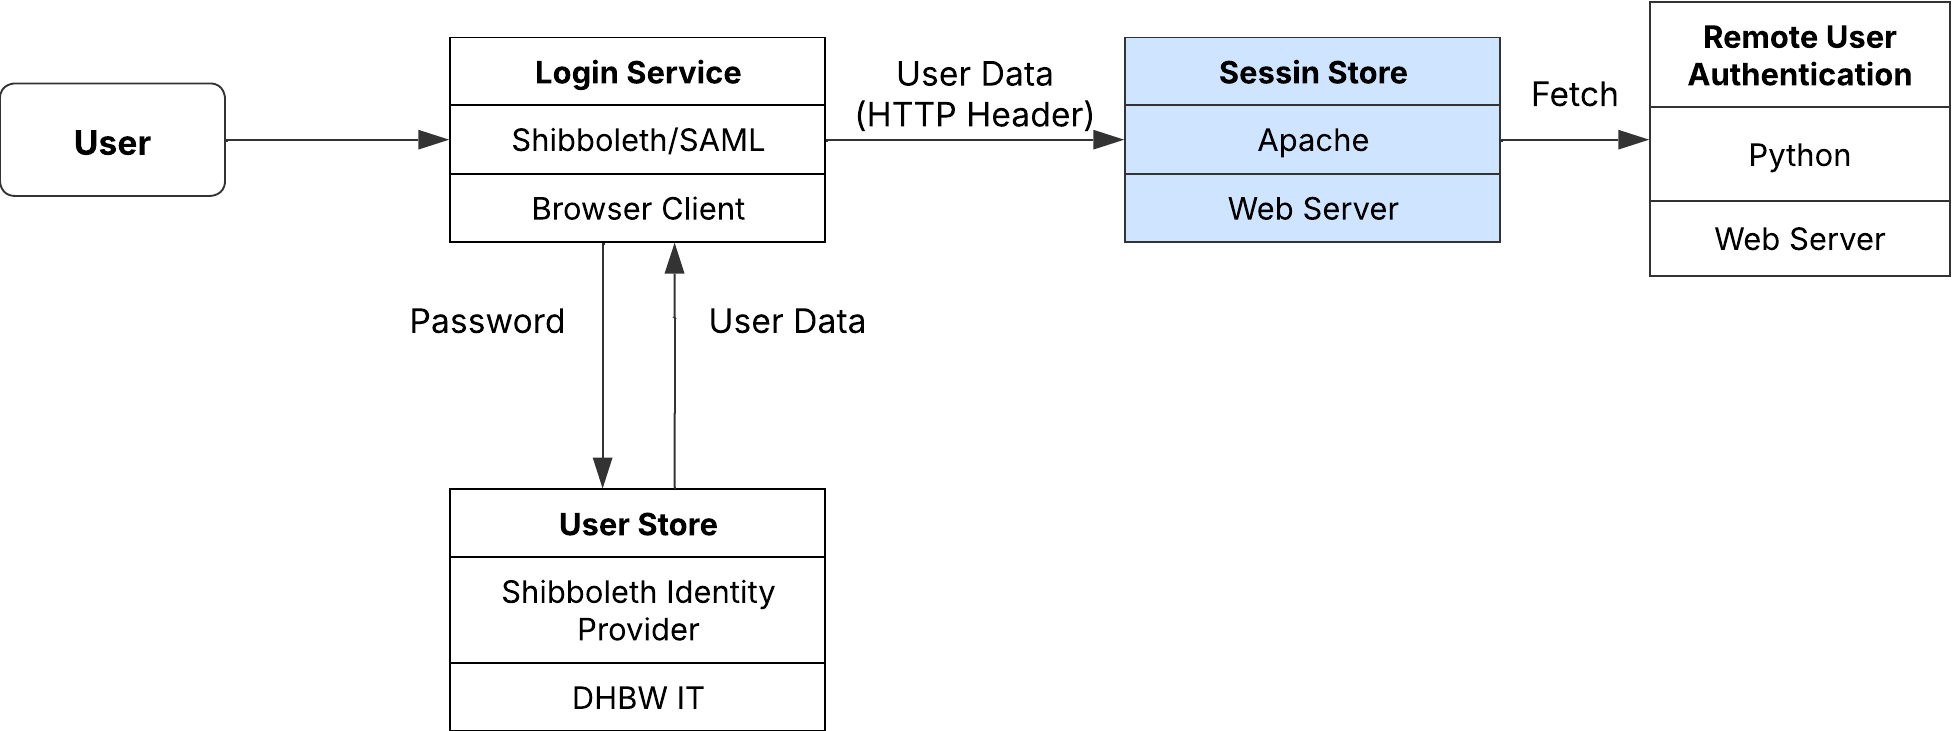 User
Login Service
Shibboleth/SAML
Browser Client
User Data
(HTTP Header)
Sessin Store
Apache
Web Server
Fetch
Remote User
Authentication
Python
Web Server
Password
User Data
User Store
Shibboleth Identity
Provider
DHBW IT